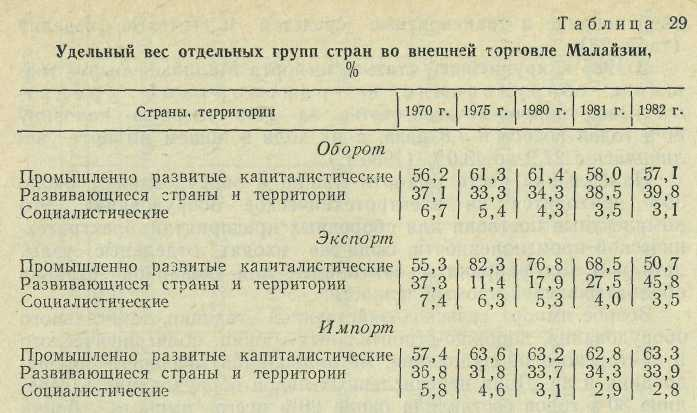 Таблица 29
Удельный вес отдельных групп стран во внешней торговле Малайзии,
%
Страны, территории 1970 г. 1975 г. 1980 г. 1981 г. 1982 г.
Оборот
Промышленно развитые капиталистические 56,2 61,3 61,4 58,0 57,1
Развивающиеся страны и территории 37,1 33,3 34,3 38,5 39,8
Социалистические 6,7 5,4 4,3 3,5 3,1
Экспорт
Промышленно развитые капиталистические 55,3 82,3 76,8 68,5 50,7
Развивающиеся страны и территории 37,3 11,4 17,9 27,5 45,8
Социалистические 7,4 6,3 5,3 4,0 3,5
Импорт
Промышленно развитые капиталистические 57,4 63,6 63,2 62,8 63,3
Развивающиеся страны и территории 36,8 31,8 33,7 34,3 33,9
Социалистические 5,8 4,6 3,1 2,9 2,8